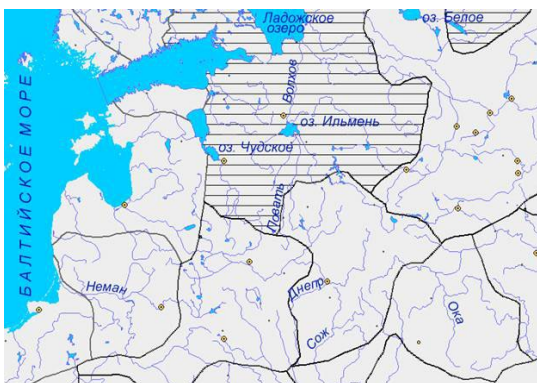 Ладожское
озеро
оз. Белое
Волхов
оз. Ильмень
оз. Чудское
БАЛТИЙСКОЕ МОРЕ
Ловать
Неман
Днепр
Сож
Ока